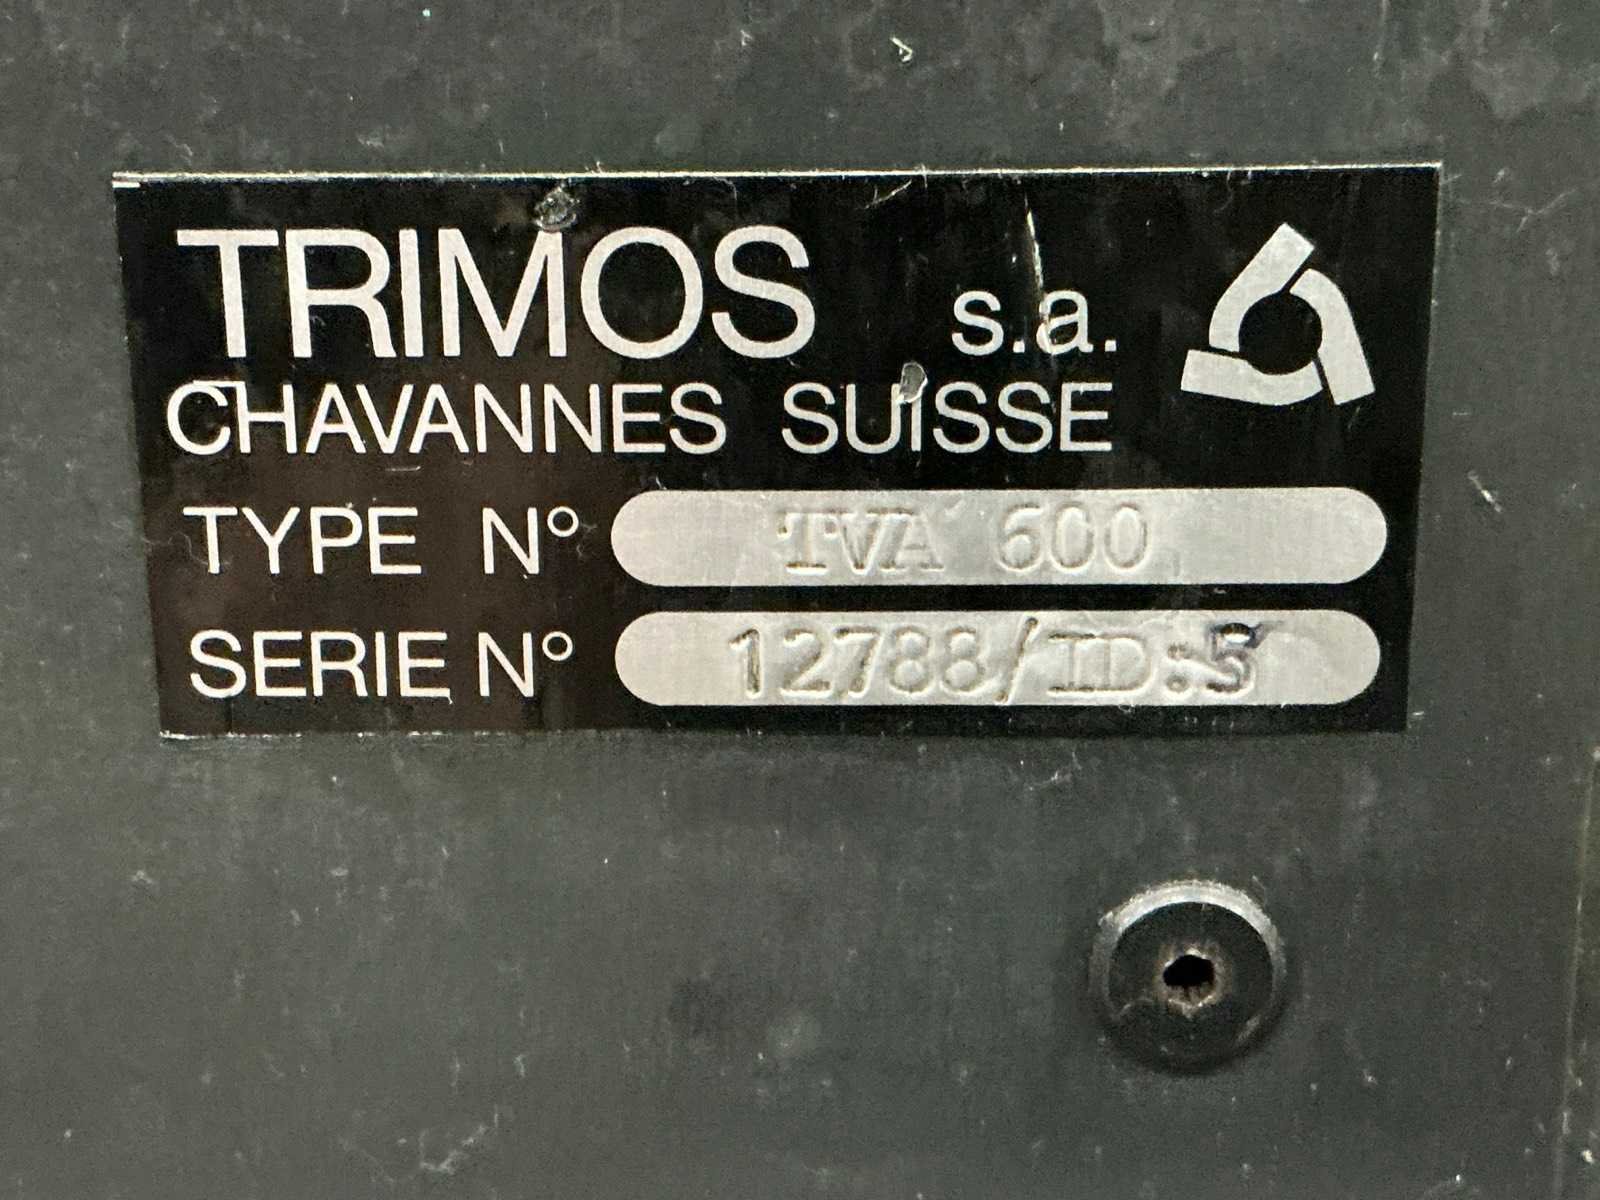 TRIMOS s.a.
CHAVANNES SUISSE
TYPE N° TVA 600
SERIE N° 12788/ID:5